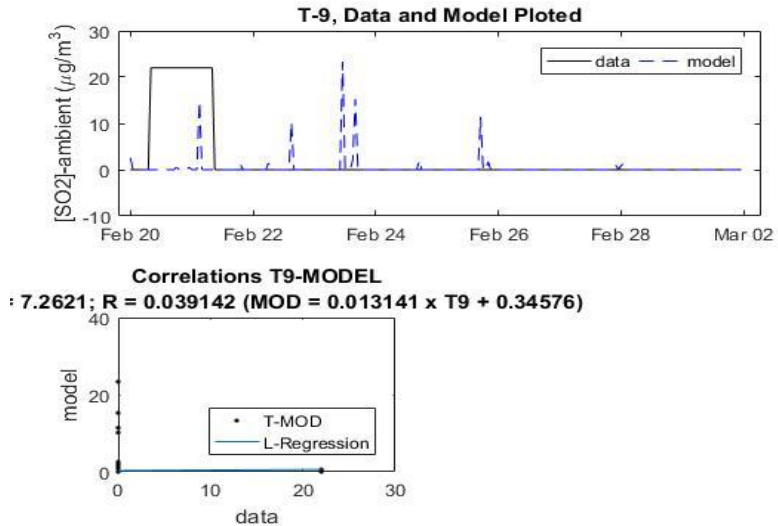 T-9, Data and Model Ploted
[SO2]-ambient (μg/m³)
30
20
10
0
-10
data
model
Feb 20
Feb 22
Feb 24
Feb 26
Feb 28
Mar 02
Correlations T9-MODEL
= 7.2621; R = 0.039142 (MOD = 0.013141 x T9 + 0.34576)
model
40
20
0
T-MOD
L-Regression
0
10
20
30
data